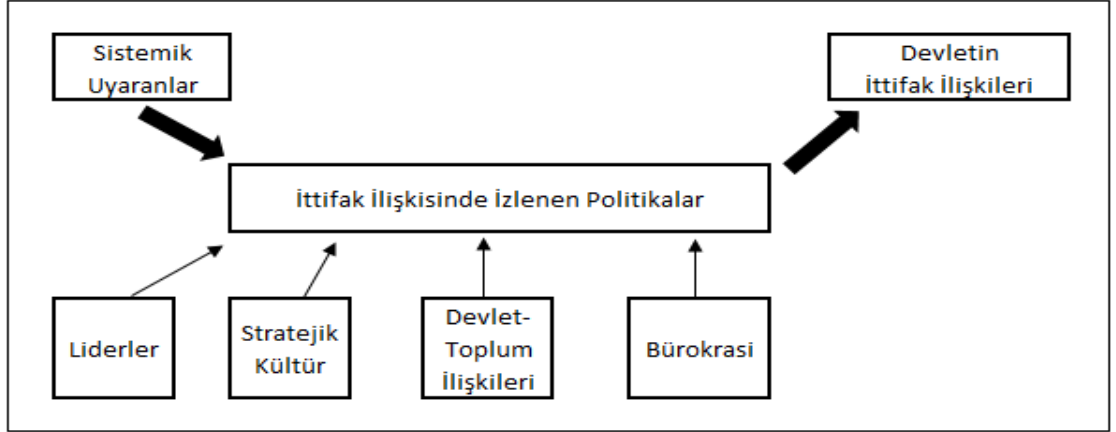 Sistemik
Uyaranlar
Devletin
İttifak İlişkileri
İttifak İlişkisinde İzlenen Politikalar
Liderler
Stratejik
Kültür
Devlet-
Toplum
İlişkileri
Bürokrasi